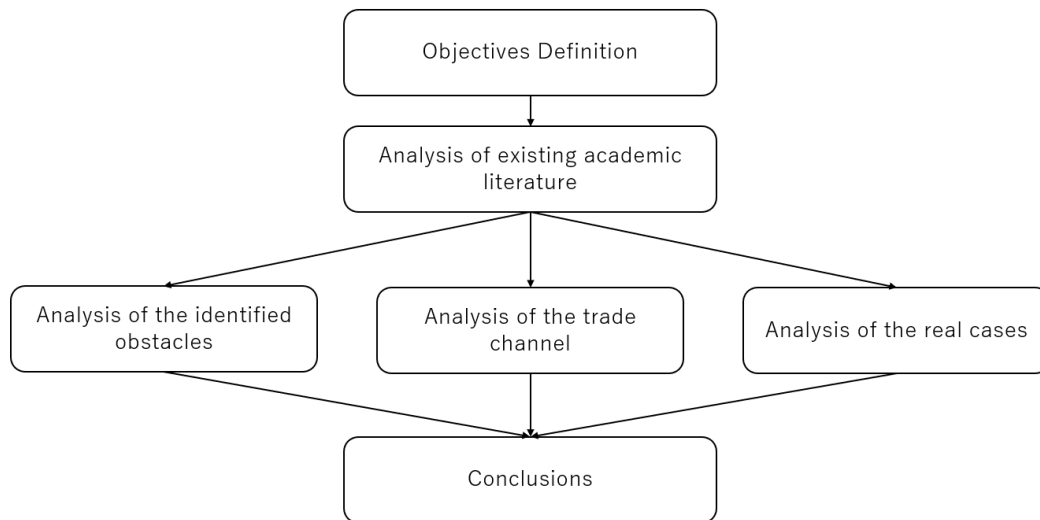 Objectives Definition
Analysis of existing academic
literature
Analysis of the identified
obstacles
Analysis of the trade
channel
Analysis of the real cases
Conclusions